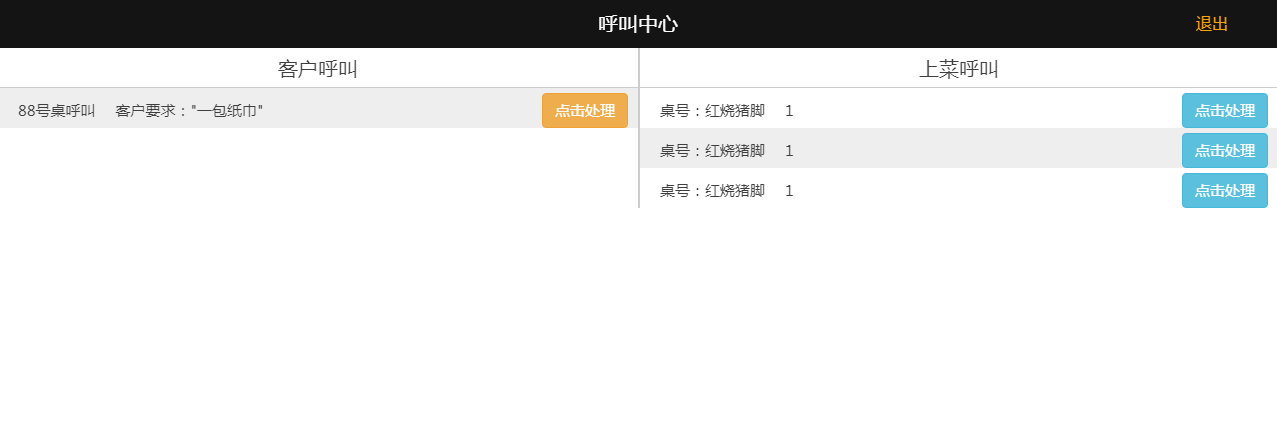 呼叫中心 退出
客户呼叫
88号桌呼叫 客户要求："一包纸巾" 点击处理
上菜呼叫
桌号：红烧猪脚 1 点击处理
桌号：红烧猪脚 1 点击处理
桌号：红烧猪脚 1 点击处理